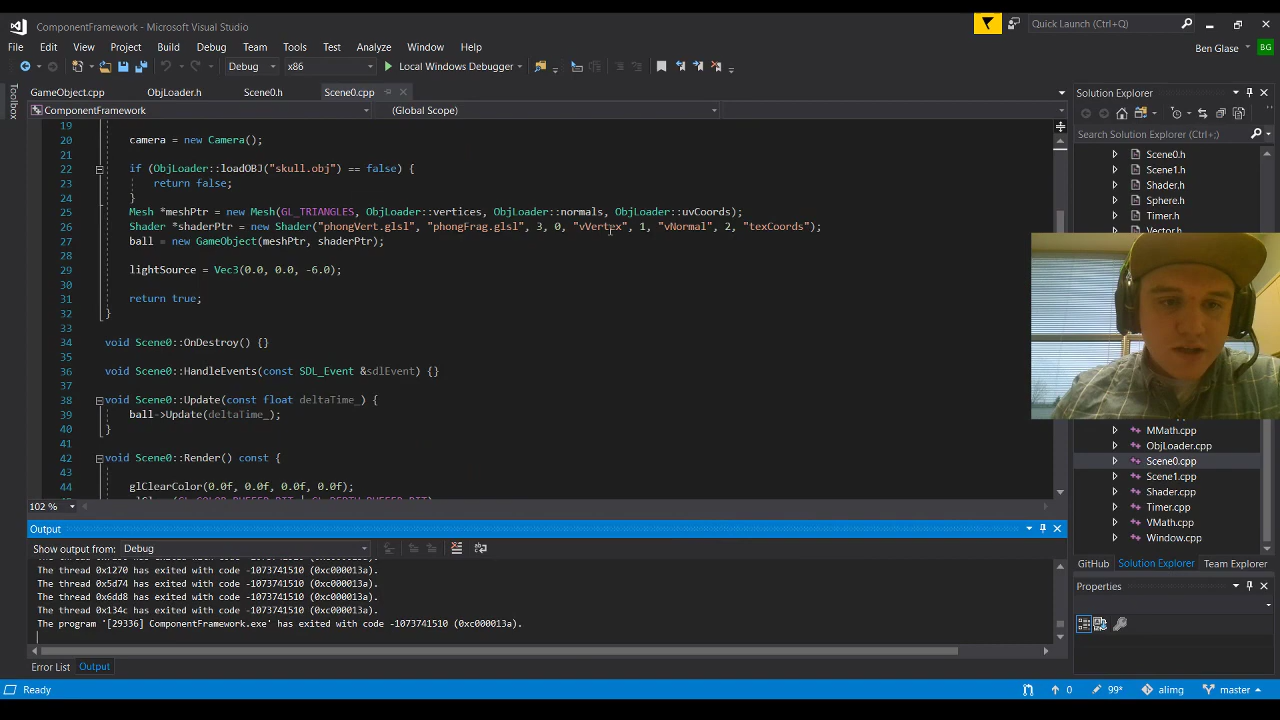 ComponentFramework - Microsoft Visual Studio
Quick Launch (Ctrl+;)
File Edit View Project Build Debug Team Tools Test Analyze Window Help
Ben Glase BG
Debug x86 Local Windows Debugger
Toolbox
GameObject.cpp ObjLoader.h Scene0.h Scene0.cpp
ComponentFramework (Global Scope)
19
20 camera = new Camera();
21
22 if (ObjLoader::loadOBJ("skull.obj") == false) {
23 return false;
24 }
25 Mesh *meshPtr = new Mesh(GL_TRIANGLES, ObjLoader::vertices, ObjLoader::normals, ObjLoader::uvCoords);
26 Shader *shaderPtr = new Shader("phongVert.glsl", "phongFrag.glsl", 3, 0, "vVertex", 1, "vNormal", 2, "texCoords");
27 ball = new GameObject(meshPtr, shaderPtr);
28
29 lightSource = Vec3(0.0, 0.0, -6.0);
30
31 return true;
32 }
33
34 void Scene0::OnDestroy() {}
35
36 void Scene0::HandleEvents(const SDL_Event &sdlEvent) {}
37
38 void Scene0::Update(const float deltaTime_) {
39 ball->Update(deltaTime_);
40 }
41
42 void Scene0::Render() const {
43
44 glClearColor(0.0f, 0.0f, 0.0f, 0.0f);
102 %
Output
Show output from: Debug
The thread 0x1270 has exited with code -1073741510 (0xc000013a).
The thread 0x5d74 has exited with code -1073741510 (0xc000013a).
The thread 0x6dd8 has exited with code -1073741510 (0xc000013a).
The thread 0x134c has exited with code -1073741510 (0xc000013a).
The program '[29336] ComponentFramework.exe' has exited with code -1073741510 (0xc000013a).
Error List Output
Solution Explorer
Search Solution Explorer (Ctrl+;)
Scene0.h
Scene1.h
Shader.h
Sphere.h
Timer.h
Vector.h
MMath.cpp
ObjLoader.cpp
Scene0.cpp
Scene1.cpp
Shader.cpp
Timer.cpp
VMath.cpp
Window.cpp
GitHub Solution Explorer Team Explorer
Properties
Ready 0 99* alimg master